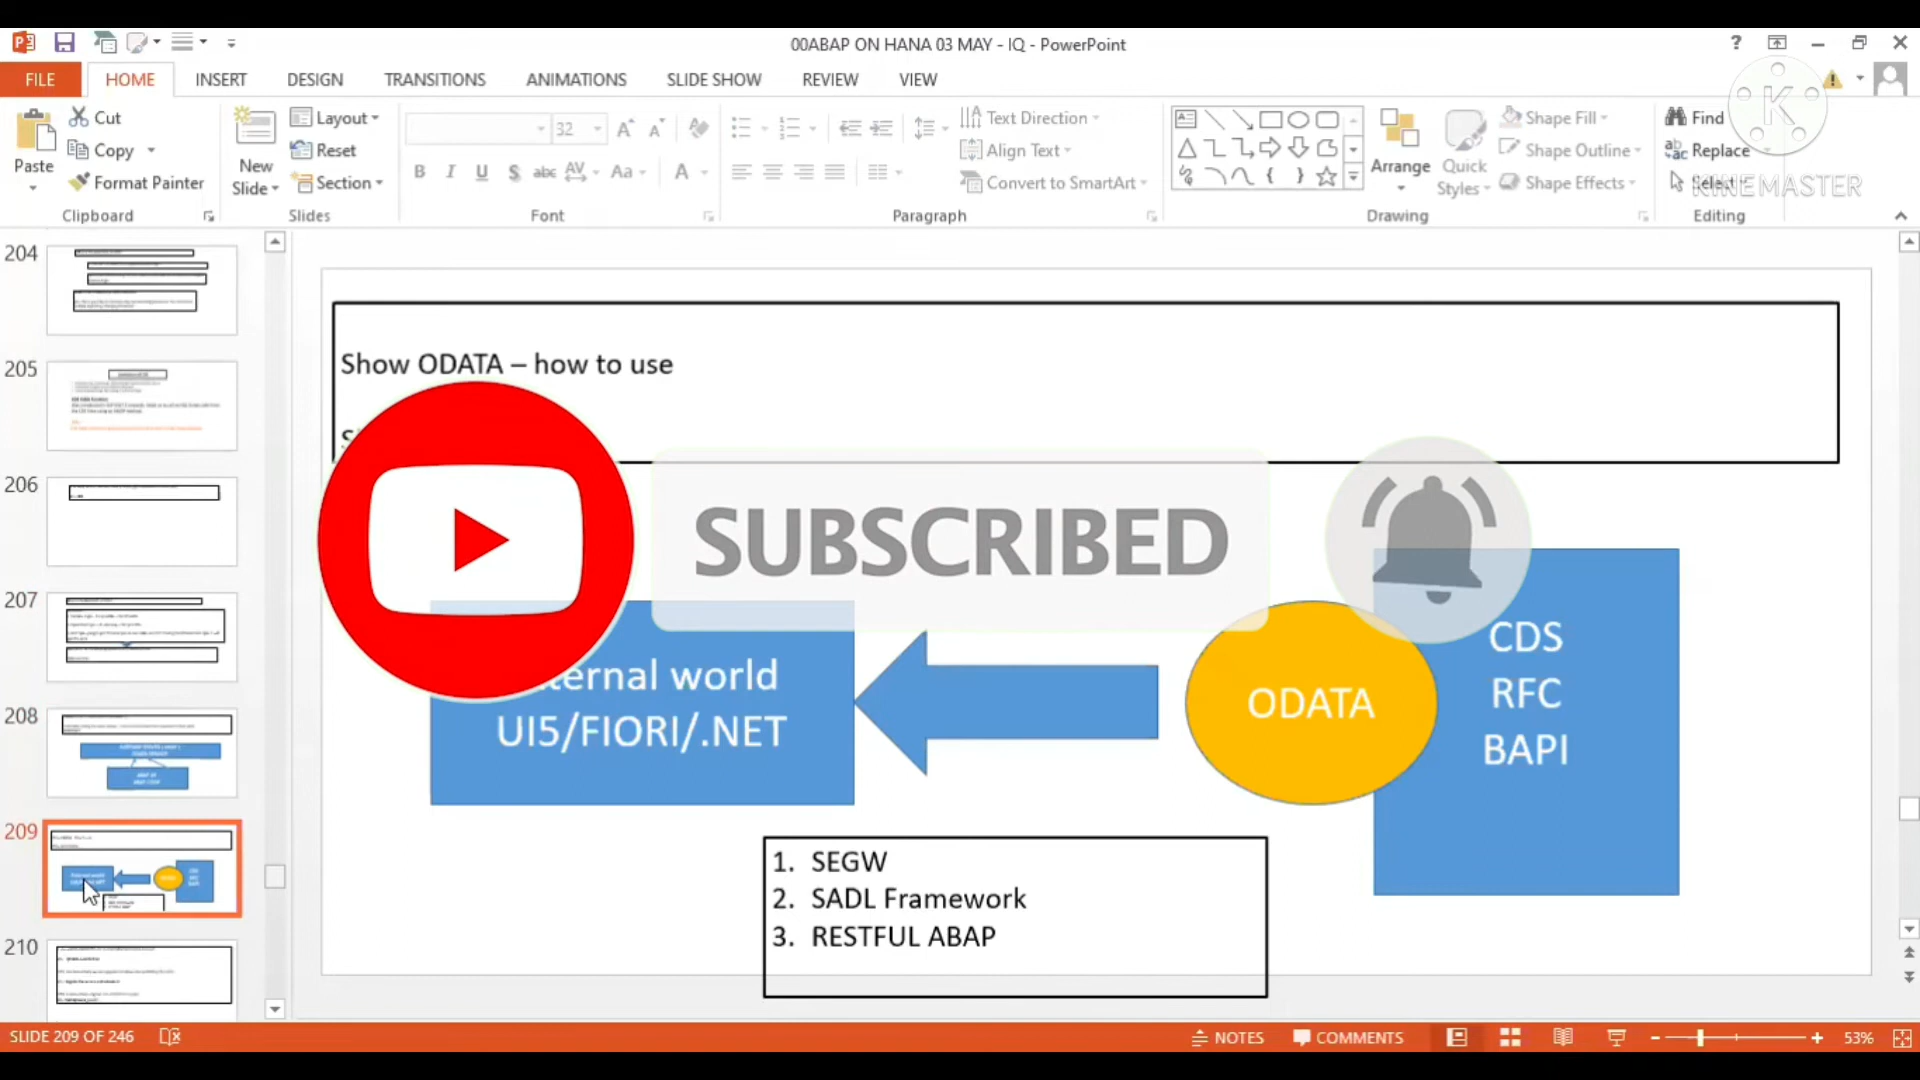 00ABAP ON HANA 03 MAY - IQ - PowerPoint
FILE
HOME
INSERT
DESIGN
TRANSITIONS
ANIMATIONS
SLIDE SHOW
REVIEW
VIEW
Paste
Cut
Copy
Format Painter
Clipboard
New
Slide
Layout
Reset
Section
Slides
32
Font
Text Direction
Align Text
Convert to SmartArt
Paragraph
Arrange
Quick
Styles
Shape Fill
Shape Outline
Shape Effects
Drawing
Find
Replace
Select
Editing
K
KINEMASTER
204
205
206
207
208
209
210
Show ODATA – how to use
SUBSCRIBED
ternal world
UI5/FIORI/.NET
ODATA
CDS
RFC
BAPI
1. SEGW
2. SADL Framework
3. RESTFUL ABAP
SLIDE 209 OF 246
NOTES
COMMENTS
53%